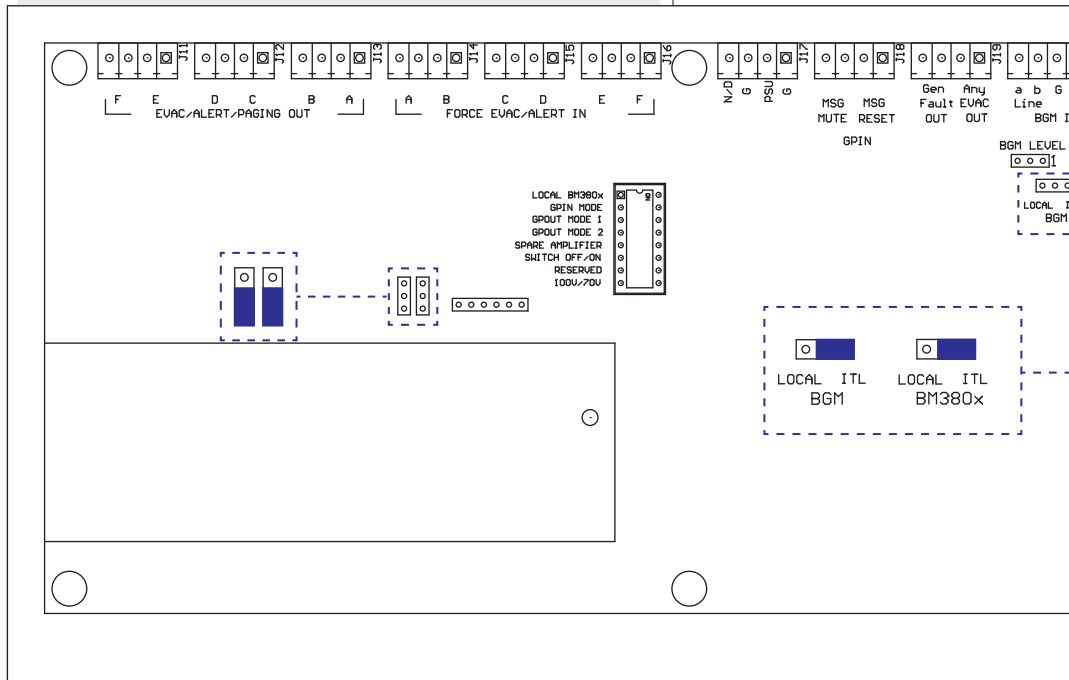 J11 J12 J13 J14 J15 J16 J17 J18 J19
F E D C B A
EVAC/ALERT/PAGING OUT
A B C D E F
FORCE EVAC/ALERT IN
N/D G PSU G
MSG MSG
MUTE RESET
GPIN
Gen Any
Fault EVAC
OUT OUT
a b G
Line
BGM I
BGM LEVEL
1
LOCAL I
BGM
LOCAL BM380x
GPIN MODE
GPOUT MODE 1
GPOUT MODE 2
SPARE AMPLIFIER
SWITCH OFF/ON
RESERVED
100V/70V
ON
LOCAL ITL
BGM
LOCAL ITL
BM380x